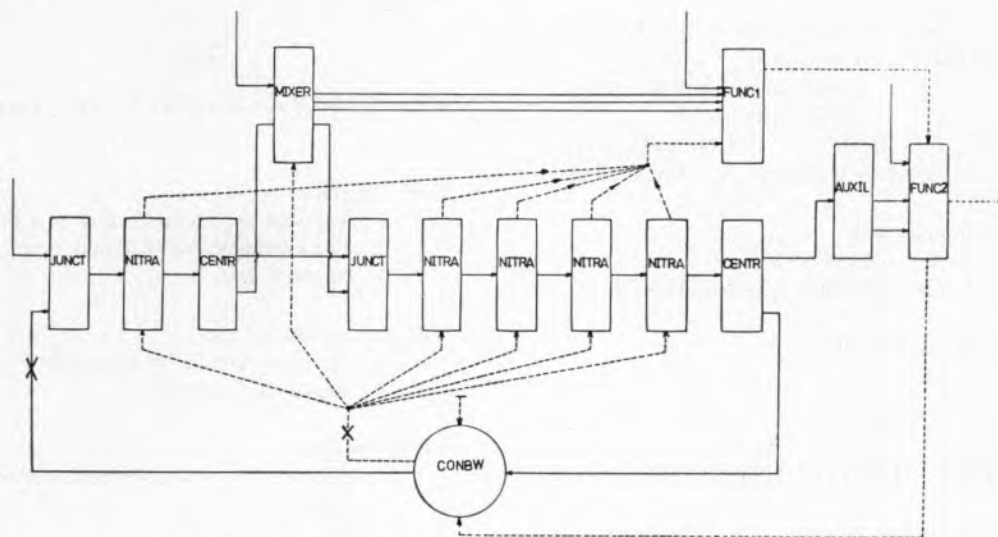 MIXER
FUNC1
AUXIL
FUNC2
JUNCT
NITRA
CENTR
JUNCT
NITRA
NITRA
NITRA
NITRA
CENTR
CONBW